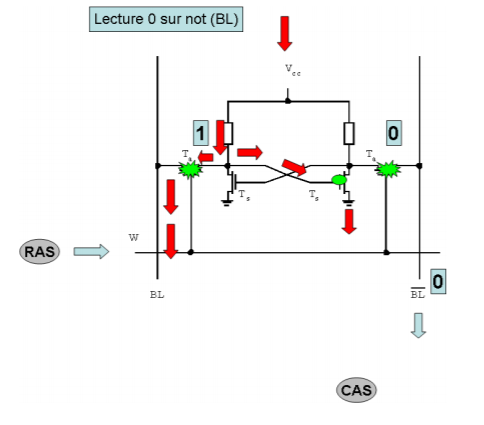 Lecture 0 sur not (BL)
Vcc
1
0
Ta
Ta
Ts
Ts
W
RAS
BL
BL
0
CAS